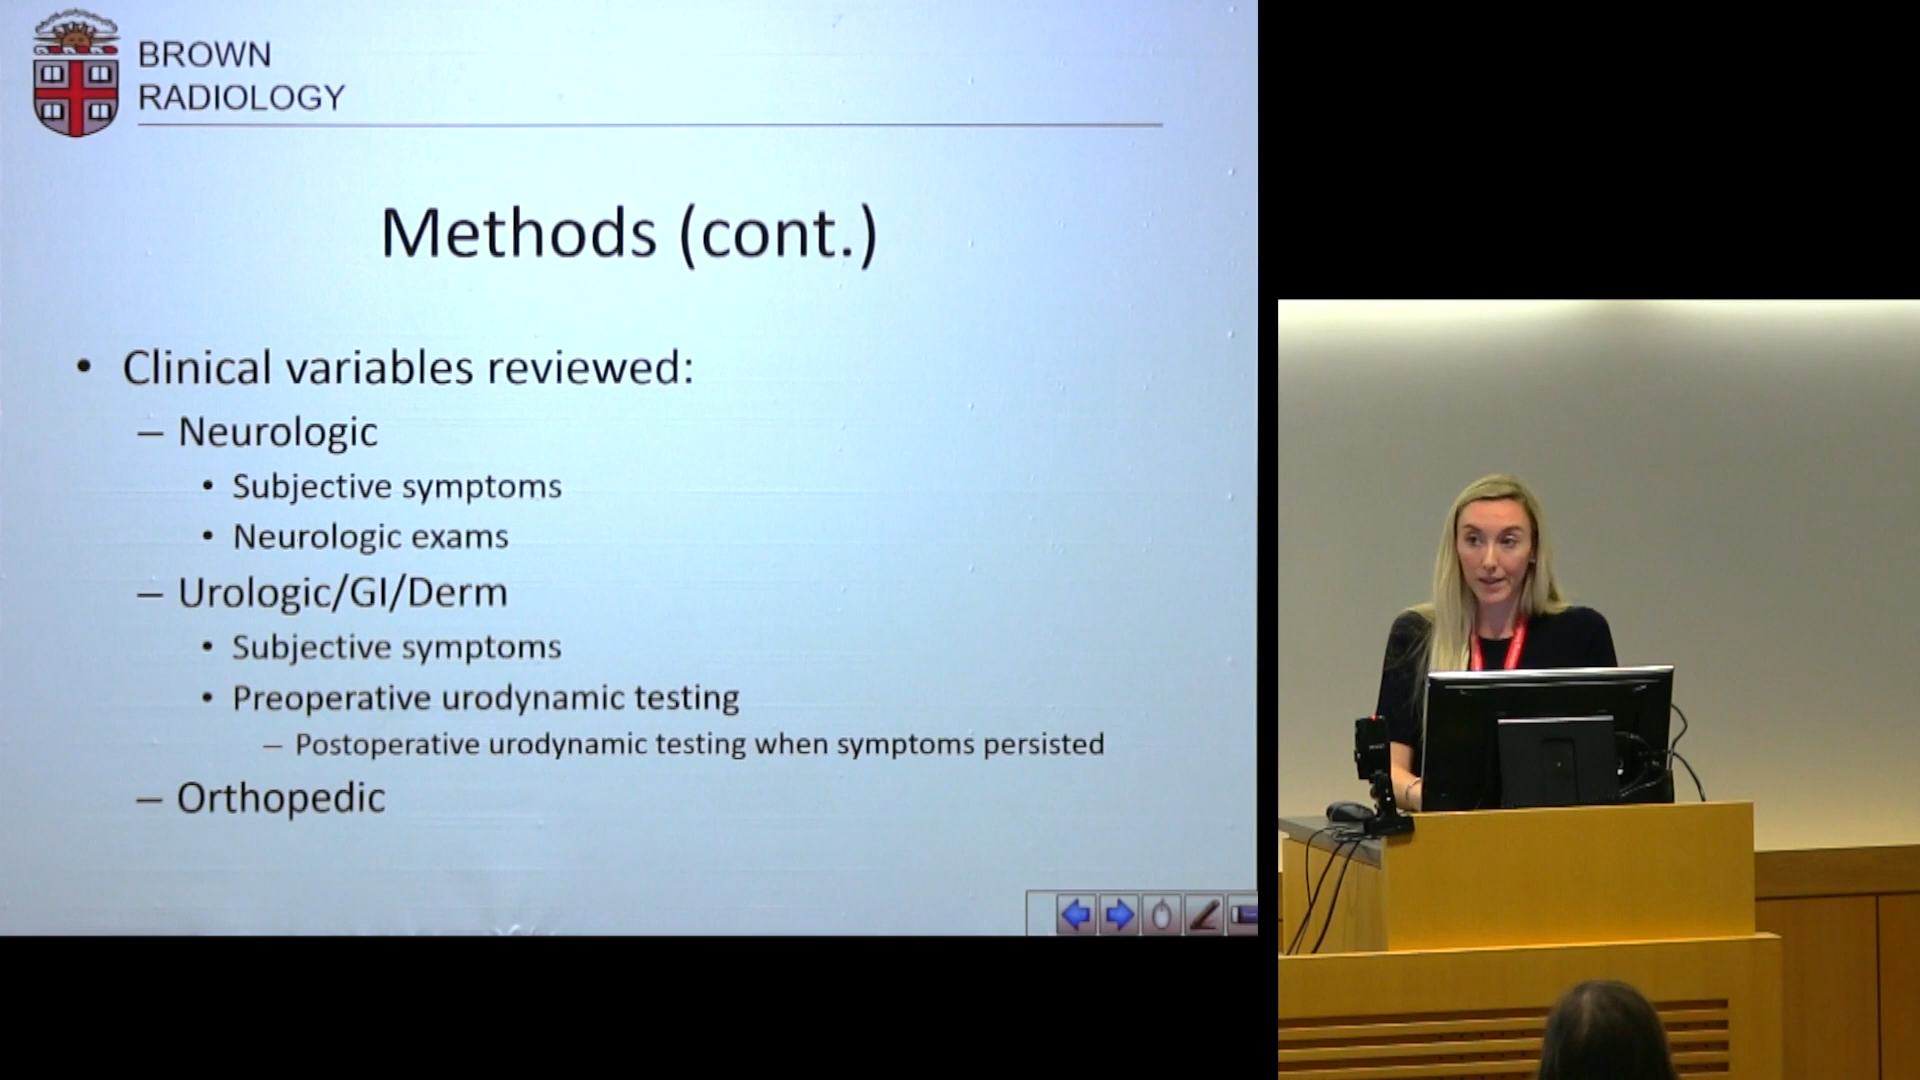 BROWN
RADIOLOGY
Methods (cont.)
• Clinical variables reviewed:
– Neurologic
• Subjective symptoms
• Neurologic exams
– Urologic/GI/Derm
• Subjective symptoms
• Preoperative urodynamic testing
– Postoperative urodynamic testing when symptoms persisted
– Orthopedic